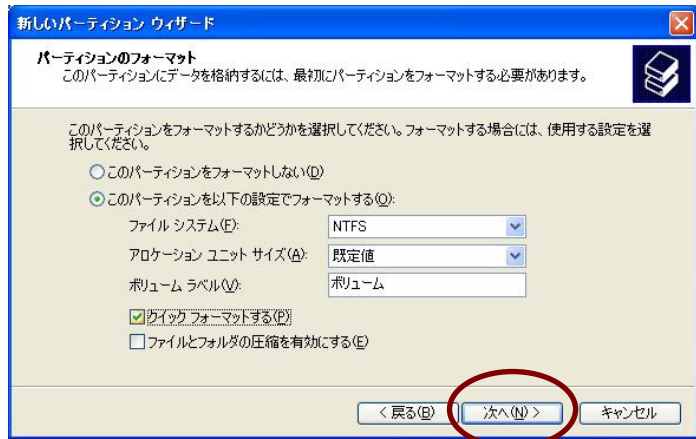 新しいパーティション ウィザード
パーティションのフォーマット
このパーティションにデータを格納するには、最初にパーティションをフォーマットする必要があります。
このパーティションをフォーマットするかどうかを選択してください。フォーマットする場合には、使用する設定を選
択してください。
このパーティションをフォーマットしない(D)
このパーティションを以下の設定でフォーマットする(O):
ファイル システム(F): NTFS
アロケーション ユニット サイズ(A): 既定値
ボリューム ラベル(V): ボリューム
クイック フォーマットする(P)
ファイルとフォルダの圧縮を有効にする(E)
< 戻る(B) 次へ(N) > キャンセル